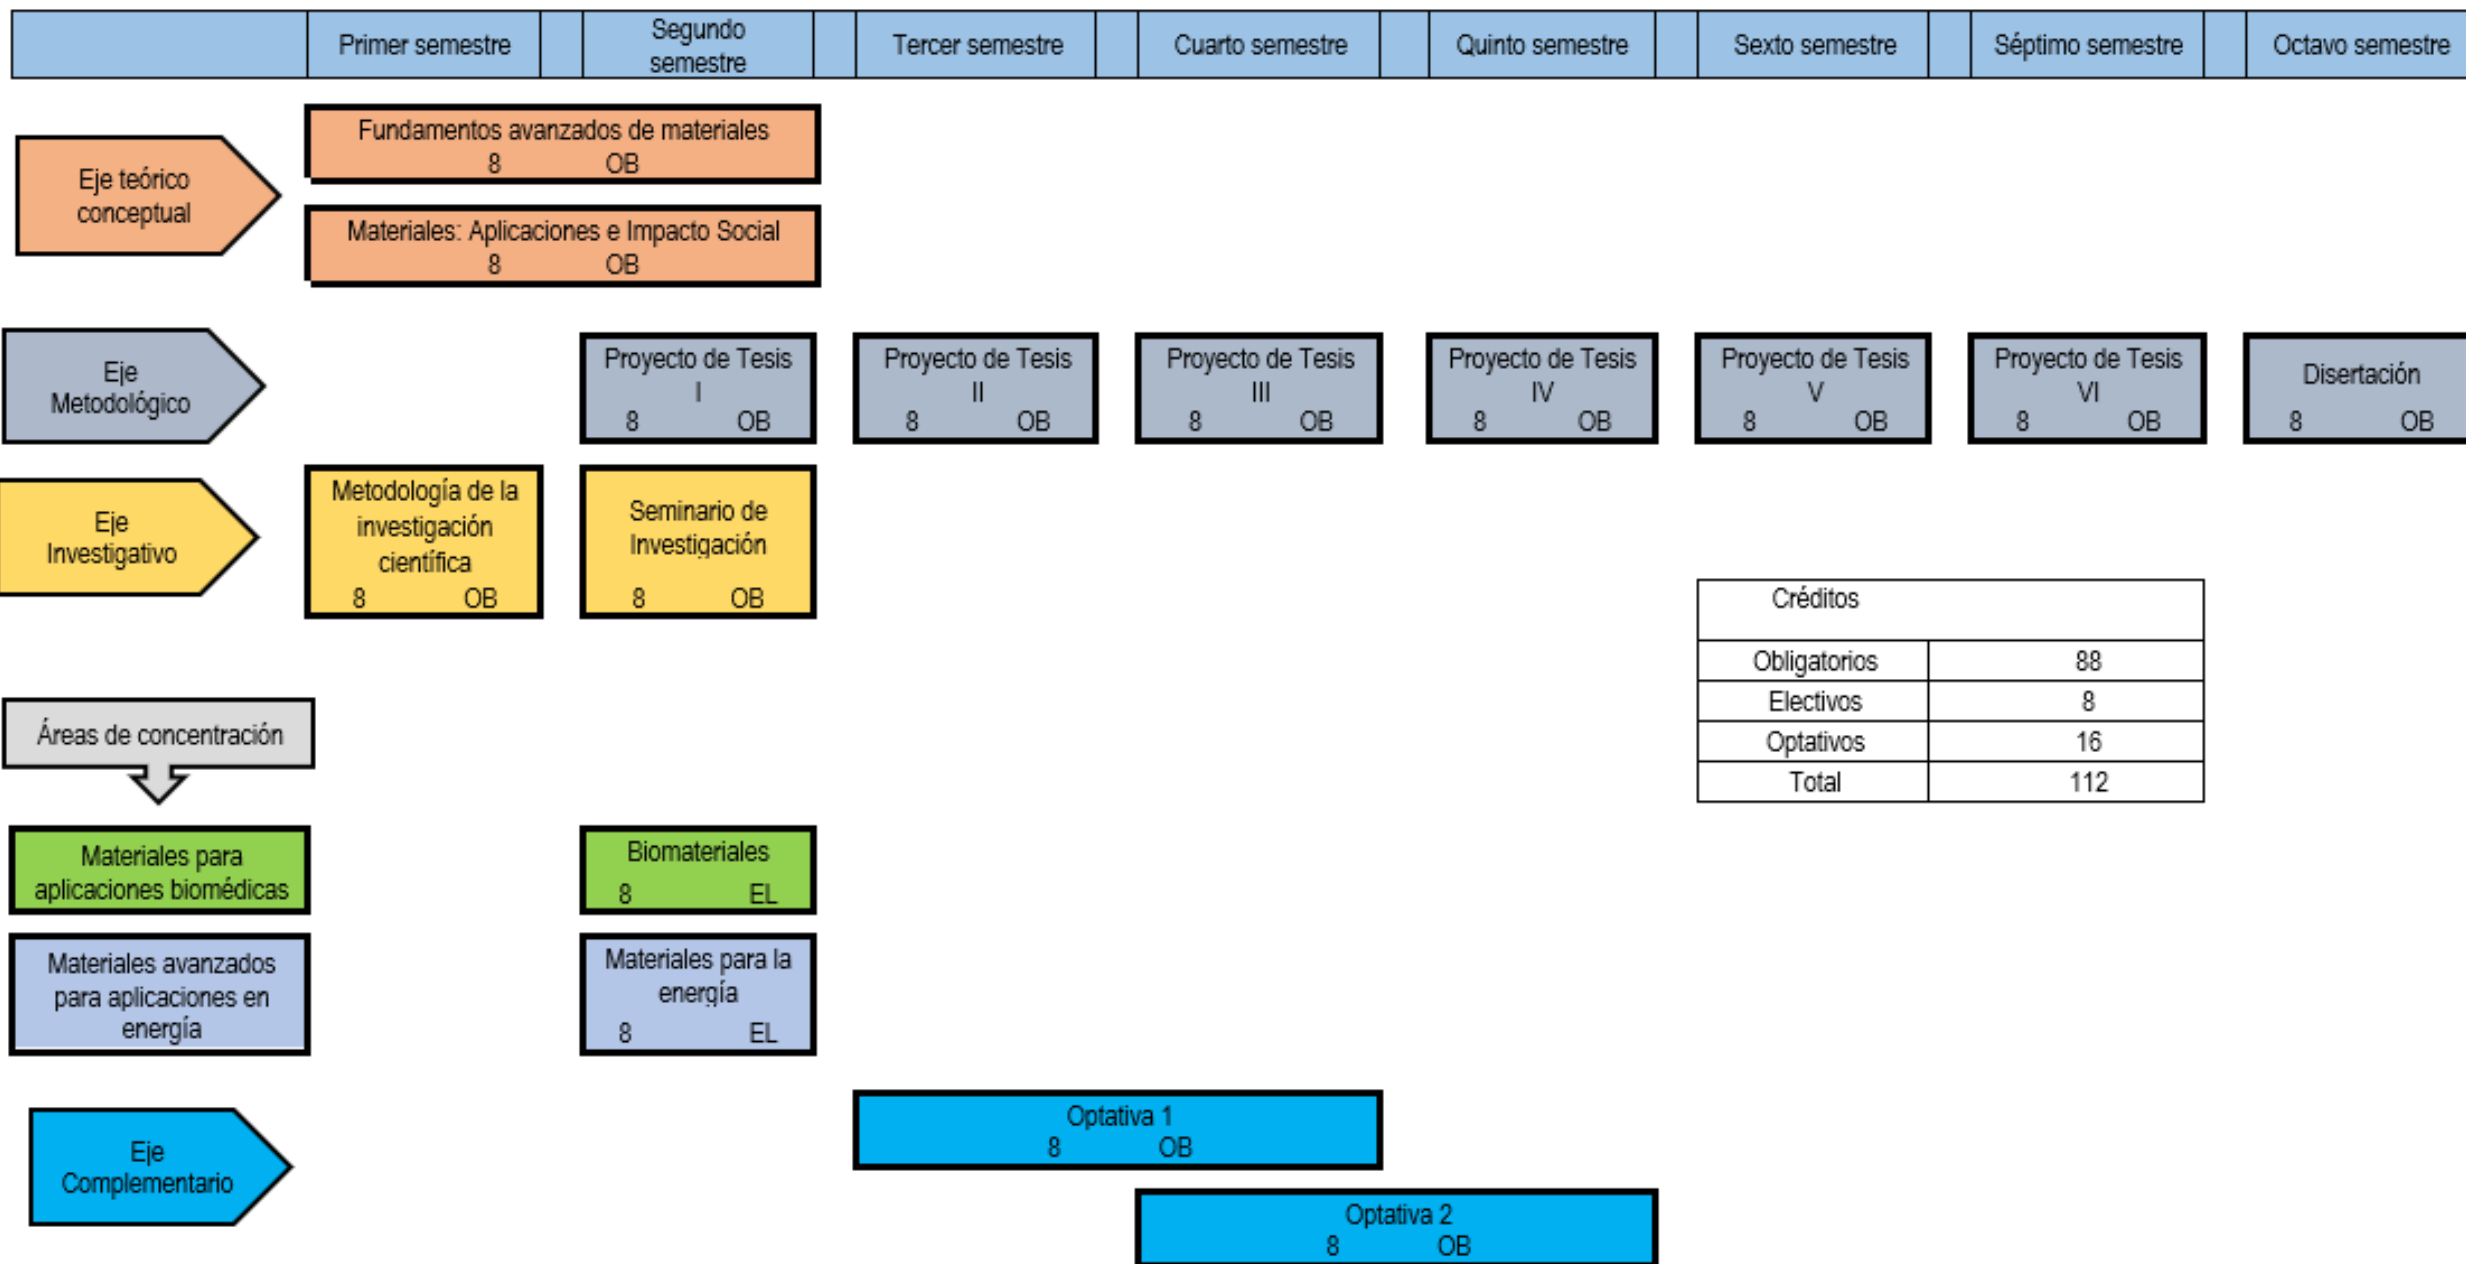 Primer semestre
Segundo
semestre
Tercer semestre
Cuarto semestre
Quinto semestre
Sexto semestre
Séptimo semestre
Octavo semestre
Eje teórico
conceptual
Fundamentos avanzados de materiales
8 OB
Materiales: Aplicaciones e Impacto Social
8 OB
Eje
Metodológico
Proyecto de Tesis
I
8 OB
Proyecto de Tesis
II
8 OB
Proyecto de Tesis
III
8 OB
Proyecto de Tesis
IV
8 OB
Proyecto de Tesis
V
8 OB
Proyecto de Tesis
VI
8 OB
Disertación
8 OB
Eje
Investigativo
Metodología de la
investigación
científica
8 OB
Seminario de
Investigación
8 OB
Créditos
Obligatorios 88
Electivos 8
Optativos 16
Total 112
Áreas de concentración
Materiales para
aplicaciones biomédicas
Biomateriales
8 EL
Materiales avanzados
para aplicaciones en
energía
Materiales para la
energía
8 EL
Eje
Complementario
Optativa 1
8 OB
Optativa 2
8 OB